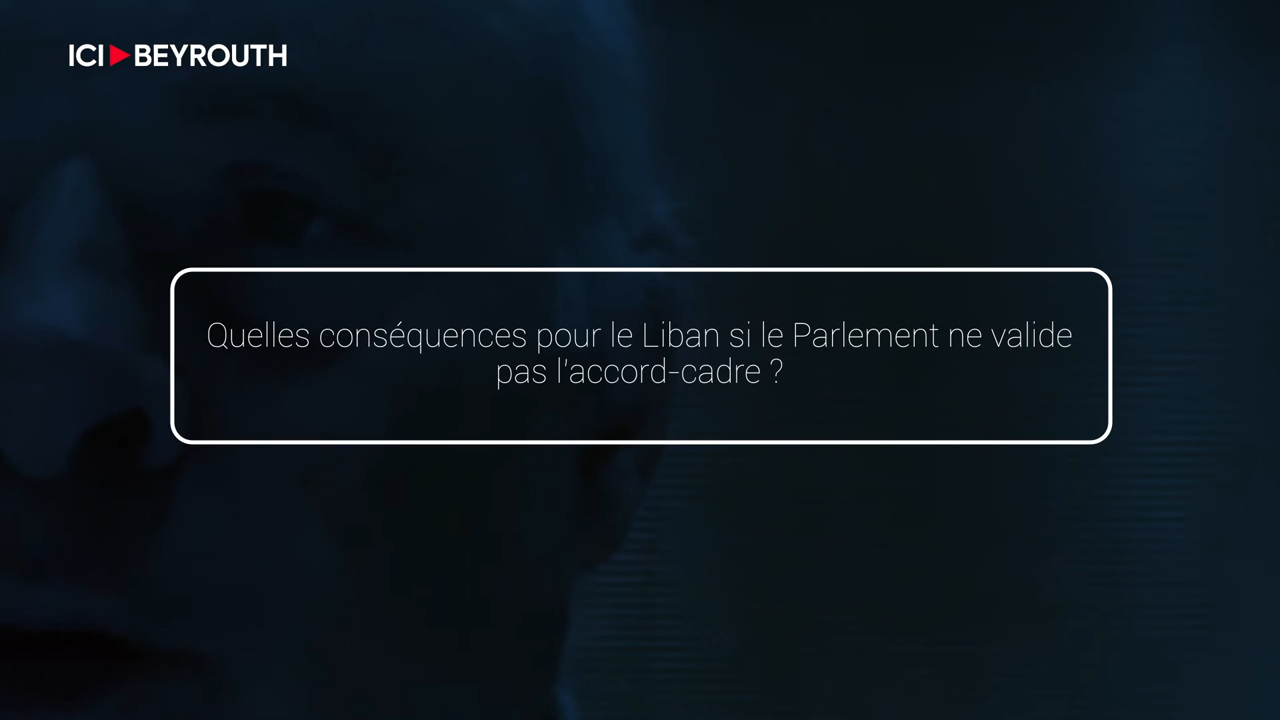 ICI BEYROUTH
Quelles conséquences pour le Liban si le Parlement ne valide
pas l'accord-cadre ?